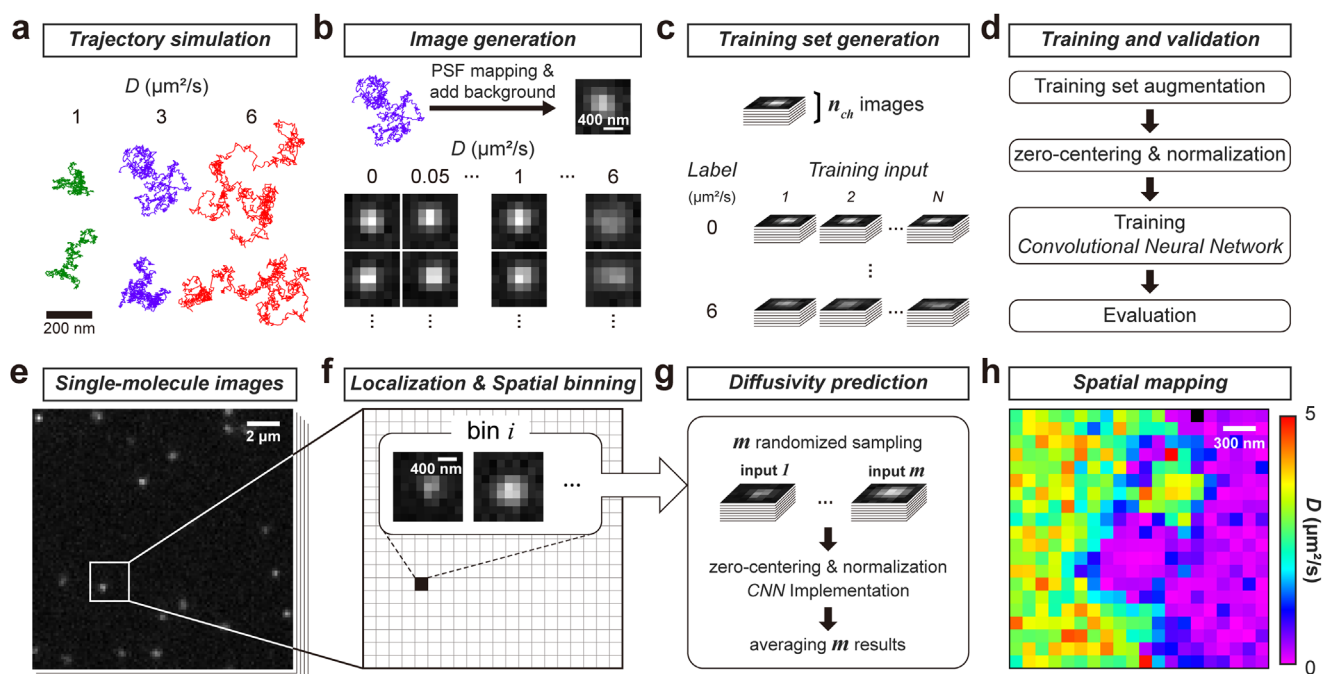 a
Trajectory simulation
D (µm²/s)
1 3 6
200 nm
b
Image generation
PSF mapping &
add background
400 nm
D (µm²/s)
0 0.05 ... 1 ... 6
⋮ ⋮ ⋮ ⋮
c
Training set generation
n_ch images
Label Training input
(µm²/s) 1 2 N
0 ...
⋮
6 ...
d
Training and validation
Training set augmentation
zero-centering & normalization
Training
Convolutional Neural Network
Evaluation
e
Single-molecule images
2 µm
f
Localization & Spatial binning
bin i
400 nm
...
g
Diffusivity prediction
m randomized sampling
input 1 input m
...
zero-centering & normalization
CNN Implementation
averaging m results
h
Spatial mapping
300 nm
5
D (µm²/s)
0